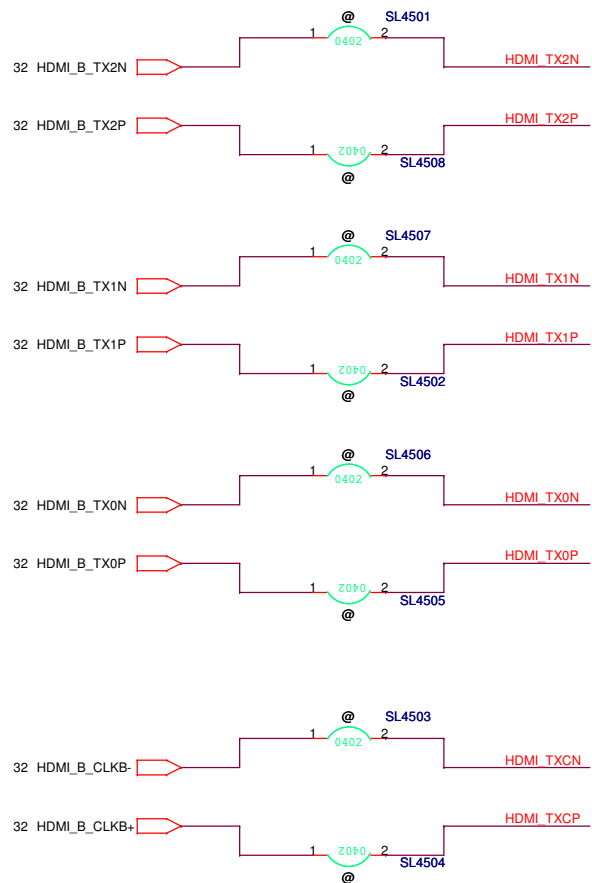 @ SL4501
1 0402 2
32 HDMI_B_TX2N HDMI_TX2N
32 HDMI_B_TX2P HDMI_TX2P
1 0402 2
SL4508
@
@ SL4507
1 0402 2
32 HDMI_B_TX1N HDMI_TX1N
32 HDMI_B_TX1P HDMI_TX1P
1 0402 2
SL4502
@
@ SL4506
1 0402 2
32 HDMI_B_TX0N HDMI_TX0N
32 HDMI_B_TX0P HDMI_TX0P
1 0402 2
SL4505
@
@ SL4503
1 0402 2
32 HDMI_B_CLKB- HDMI_TXCN
32 HDMI_B_CLKB+ HDMI_TXCP
1 0402 2
SL4504
@